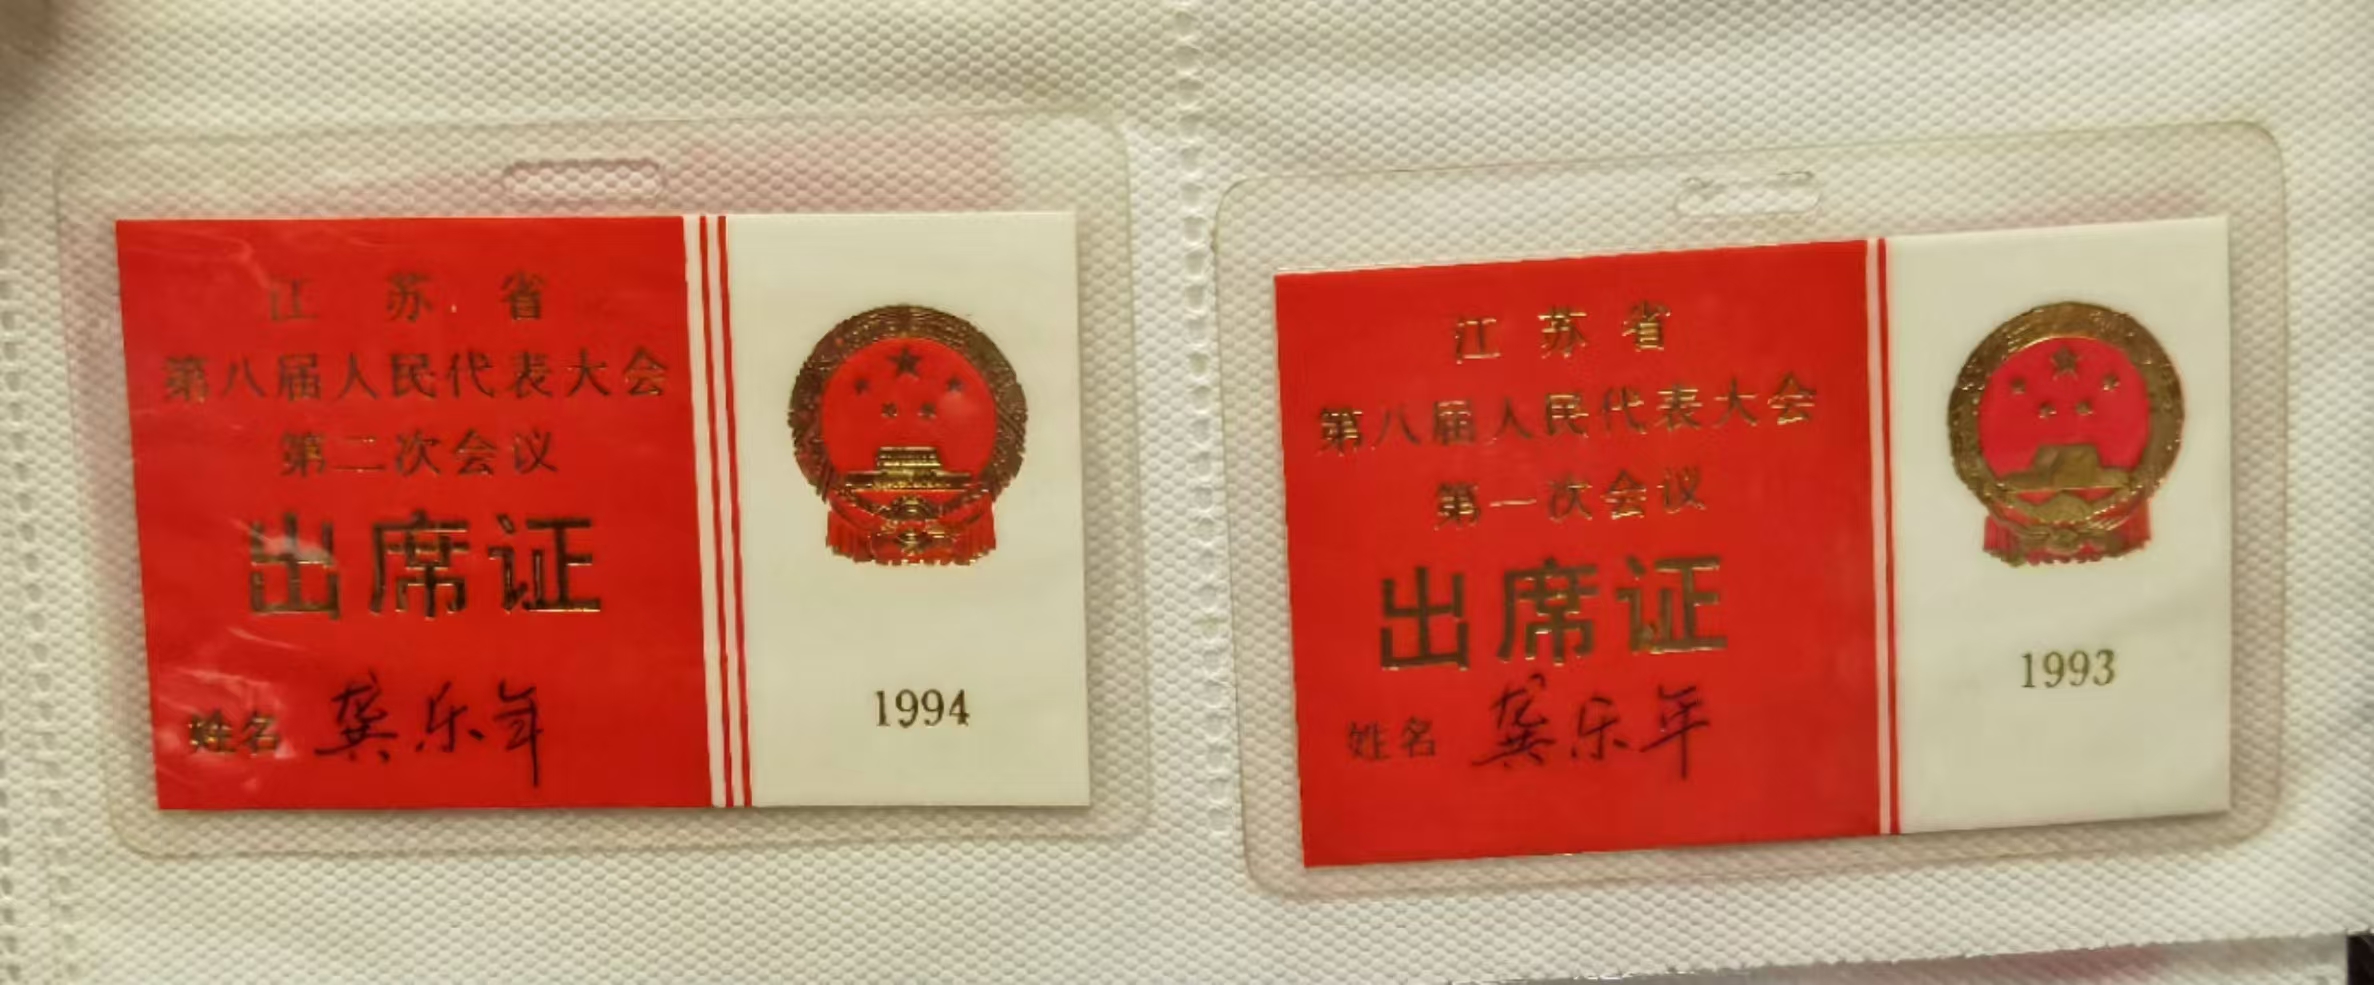 江苏省
第八届人民代表大会
第二次会议
出席证
姓名 龚乐年
1994
江苏省
第八届人民代表大会
第一次会议
出席证
姓名 龚乐年
1993